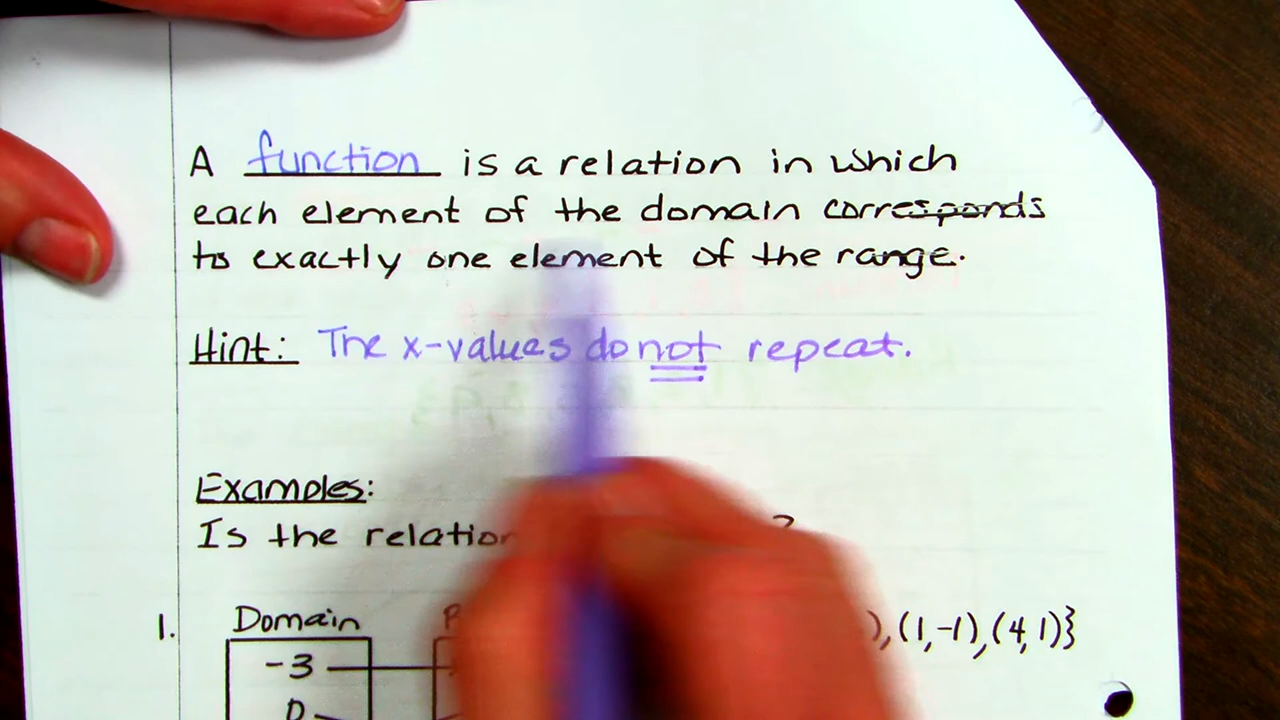 A function is a relation in which
each element of the domain corresponds
to exactly one element of the range.
Hint: The x-values do not repeat.
Examples:
Is the relation ?
1. Domain
), (1,-1), (4,1)}
-3
0